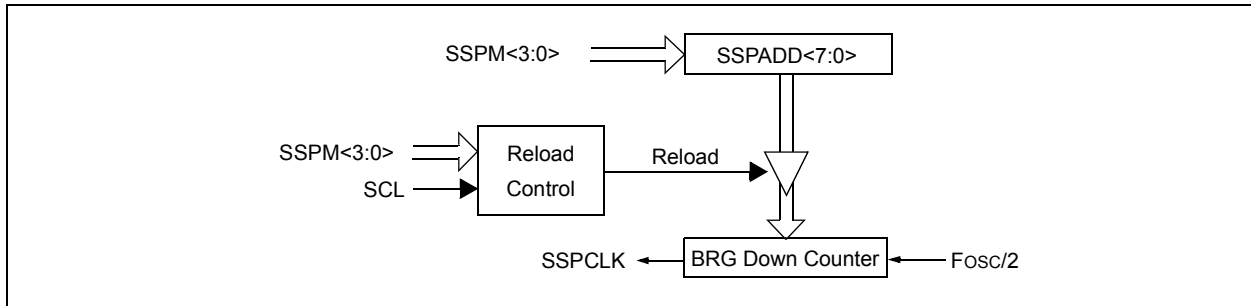 SSPM<3:0>
SSPADD<7:0>
SSPM<3:0>
SCL
Reload
Control
Reload
SSPCLK
BRG Down Counter
FOSC/2